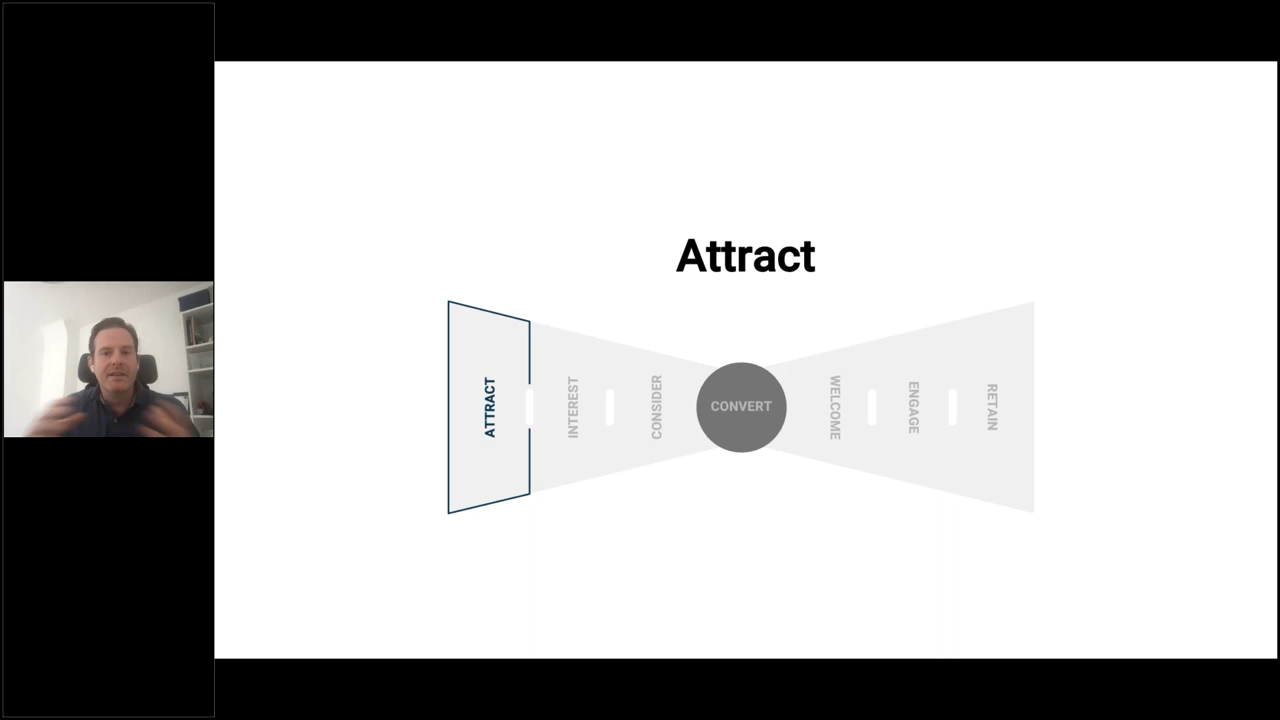 Attract
ATTRACT
INTEREST
CONSIDER
CONVERT
WELCOME
ENGAGE
RETAIN